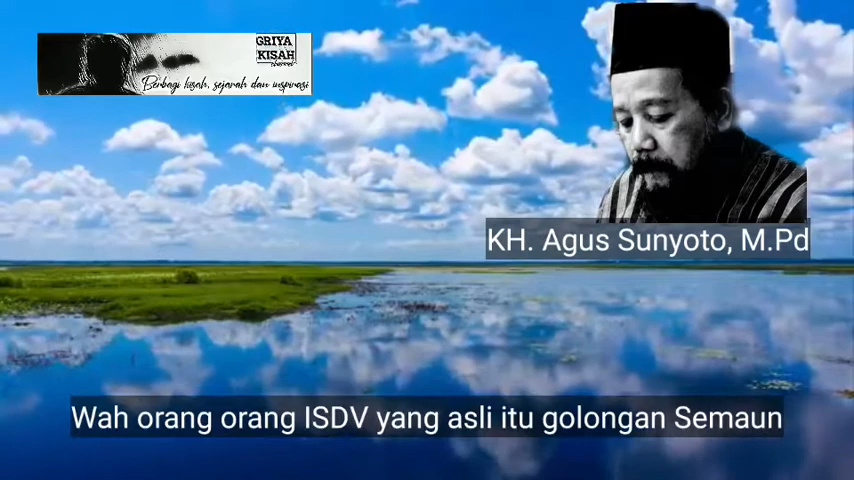 GRIYA
KISAH
Berbagi kisah, sejarah dan inspirasi
KH. Agus Sunyoto, M.Pd
Wah orang orang ISDV yang asli itu golongan Semaun